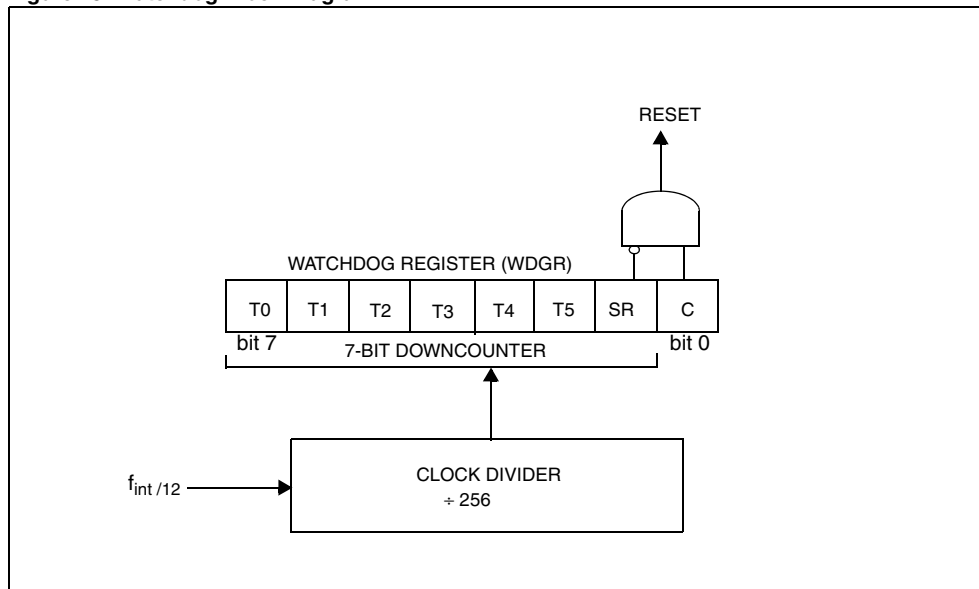 RESET
WATCHDOG REGISTER (WDGR)
T0 T1 T2 T3 T4 T5 SR C
bit 7 7-BIT DOWNCOUNTER bit 0
fint /12
CLOCK DIVIDER
÷ 256